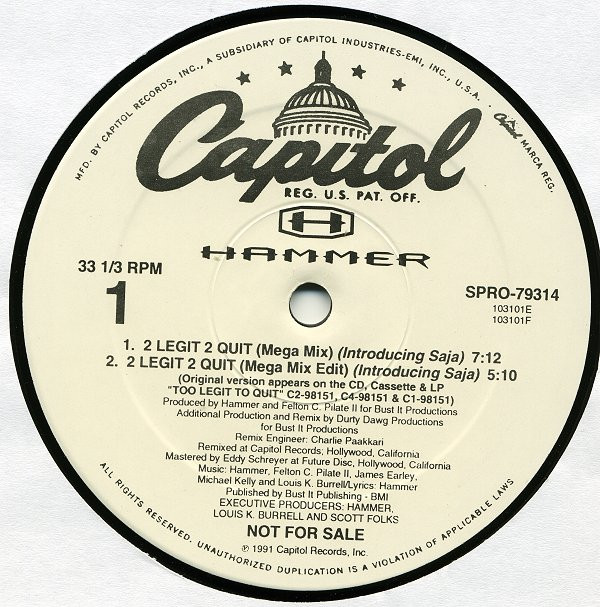 MFD. BY CAPITOL RECORDS, INC., A SUBSIDIARY OF CAPITOL INDUSTRIES-EMI, INC., U.S.A. · Capitol MARCA REG.
Capitol
REG. U.S. PAT. OFF.
H
HAMMER
33 1/3 RPM
1
SPRO-79314
103101E
103101F
1. 2 LEGIT 2 QUIT (Mega Mix) (Introducing Saja) 7:12
2. 2 LEGIT 2 QUIT (Mega Mix Edit) (Introducing Saja) 5:10
(Original version appears on the CD, Cassette & LP
"TOO LEGIT TO QUIT" C2-98151, C4-98151 & C1-98151)
Produced by Hammer and Felton C. Pilate II for Bust It Productions
Additional Production and Remix by Durty Dawg Productions
for Bust It Productions
Remix Engineer: Charlie Paakkari
Remixed at Capitol Records; Hollywood, California
Mastered by Eddy Schreyer at Future Disc, Hollywood, California
Music: Hammer, Felton C. Pilate II, James Earley,
Michael Kelly and Louis K. Burrell/Lyrics: Hammer
Published by Bust It Publishing - BMI
EXECUTIVE PRODUCERS: HAMMER,
LOUIS K. BURRELL AND SCOTT FOLKS
NOT FOR SALE
℗ 1991 Capitol Records, Inc.
ALL RIGHTS RESERVED. UNAUTHORIZED DUPLICATION IS A VIOLATION OF APPLICABLE LAWS